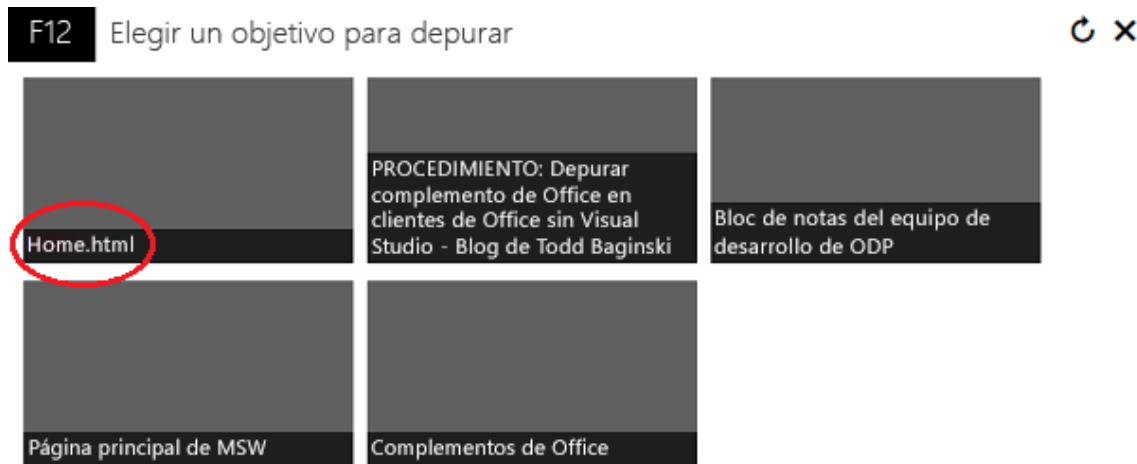 F12 Elegir un objetivo para depurar
Home.html
PROCEDIMIENTO: Depurar
complemento de Office en
clientes de Office sin Visual
Studio - Blog de Todd Baginski
Bloc de notas del equipo de
desarrollo de ODP
Página principal de MSW
Complementos de Office